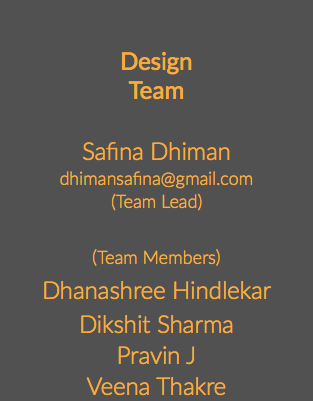 Design
Team
Safina Dhiman
dhimansafina@gmail.com
(Team Lead)
(Team Members)
Dhanashree Hindlekar
Dikshit Sharma
Pravin J
Veena Thakre